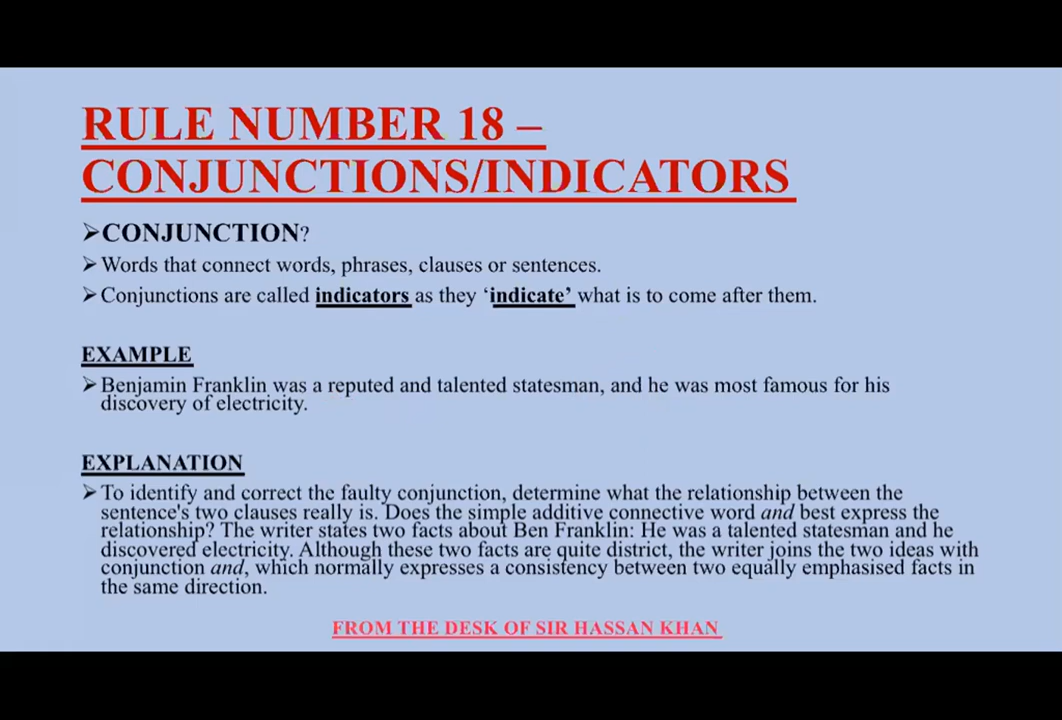 RULE NUMBER 18 –
CONJUNCTIONS/INDICATORS
➢CONJUNCTION?
➢Words that connect words, phrases, clauses or sentences.
➢Conjunctions are called indicators as they ‘indicate’ what is to come after them.
EXAMPLE
➢Benjamin Franklin was a reputed and talented statesman, and he was most famous for his
discovery of electricity.
EXPLANATION
➢To identify and correct the faulty conjunction, determine what the relationship between the
sentence's two clauses really is. Does the simple additive connective word and best express the
relationship? The writer states two facts about Ben Franklin: He was a talented statesman and he
discovered electricity. Although these two facts are quite district, the writer joins the two ideas with
conjunction and, which normally expresses a consistency between two equally emphasised facts in
the same direction.
FROM THE DESK OF SIR HASSAN KHAN